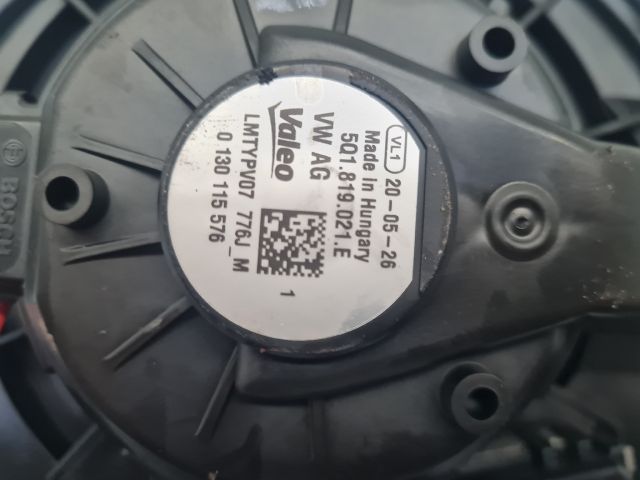 VL1 20-05-26
Made in Hungary
5Q1.819.021.E
VW AG
Valeo
LMTYPV07 776J_M
0 130 115 576
1
BOSCH